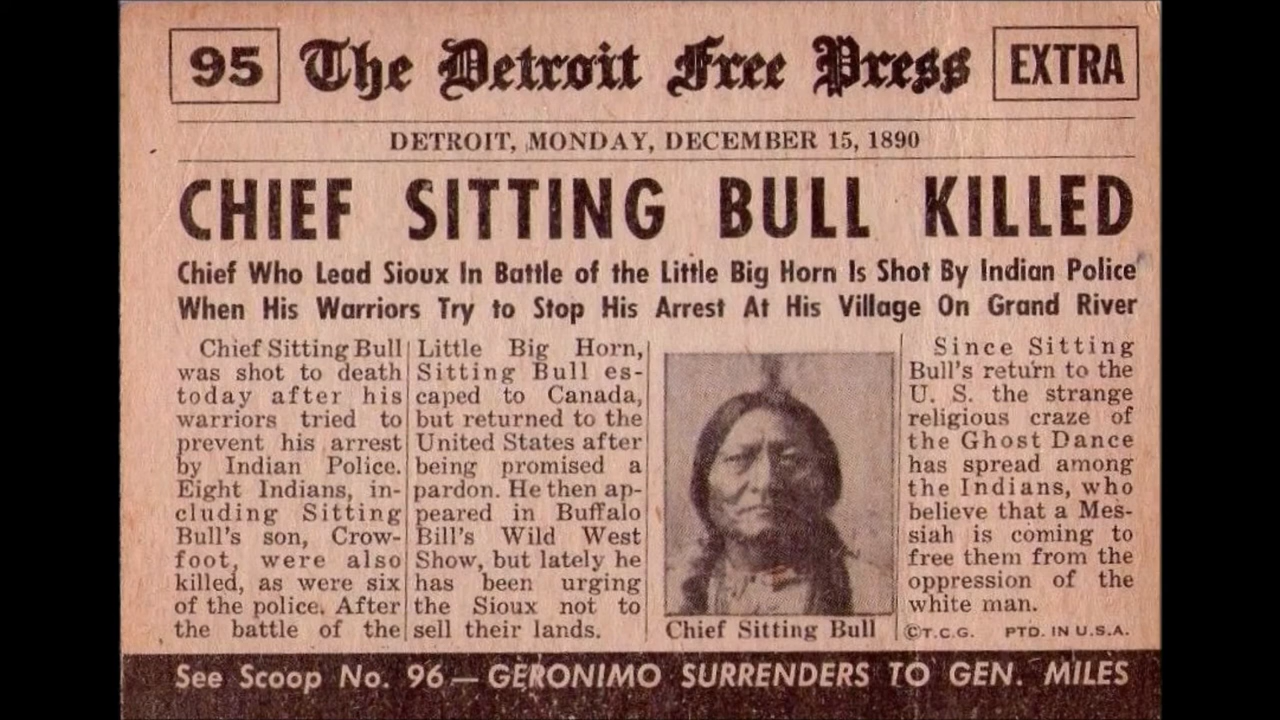 95 The Detroit Free Press EXTRA
DETROIT, MONDAY, DECEMBER 15, 1890
CHIEF SITTING BULL KILLED
Chief Who Lead Sioux In Battle of the Little Big Horn Is Shot By Indian Police
When His Warriors Try to Stop His Arrest At His Village On Grand River
Chief Sitting Bull
was shot to death
today after his
warriors tried to
prevent his arrest
by Indian Police.
Eight Indians, in-
cluding Sitting
Bull's son, Crow-
foot, were also
killed, as were six
of the police. After
the battle of the
Little Big Horn,
Sitting Bull es-
caped to Canada,
but returned to the
United States after
being promised a
pardon. He then ap-
peared in Buffalo
Bill's Wild West
Show, but lately he
has been urging
the Sioux not to
sell their lands.
Chief Sitting Bull
Since Sitting
Bull's return to the
U. S. the strange
religious craze of
the Ghost Dance
has spread among
the Indians, who
believe that a Mes-
siah is coming to
free them from the
oppression of the
white man.
©T.C.G. PTD. IN U.S.A.
See Scoop No. 96 — GERONIMO SURRENDERS TO GEN. MILES